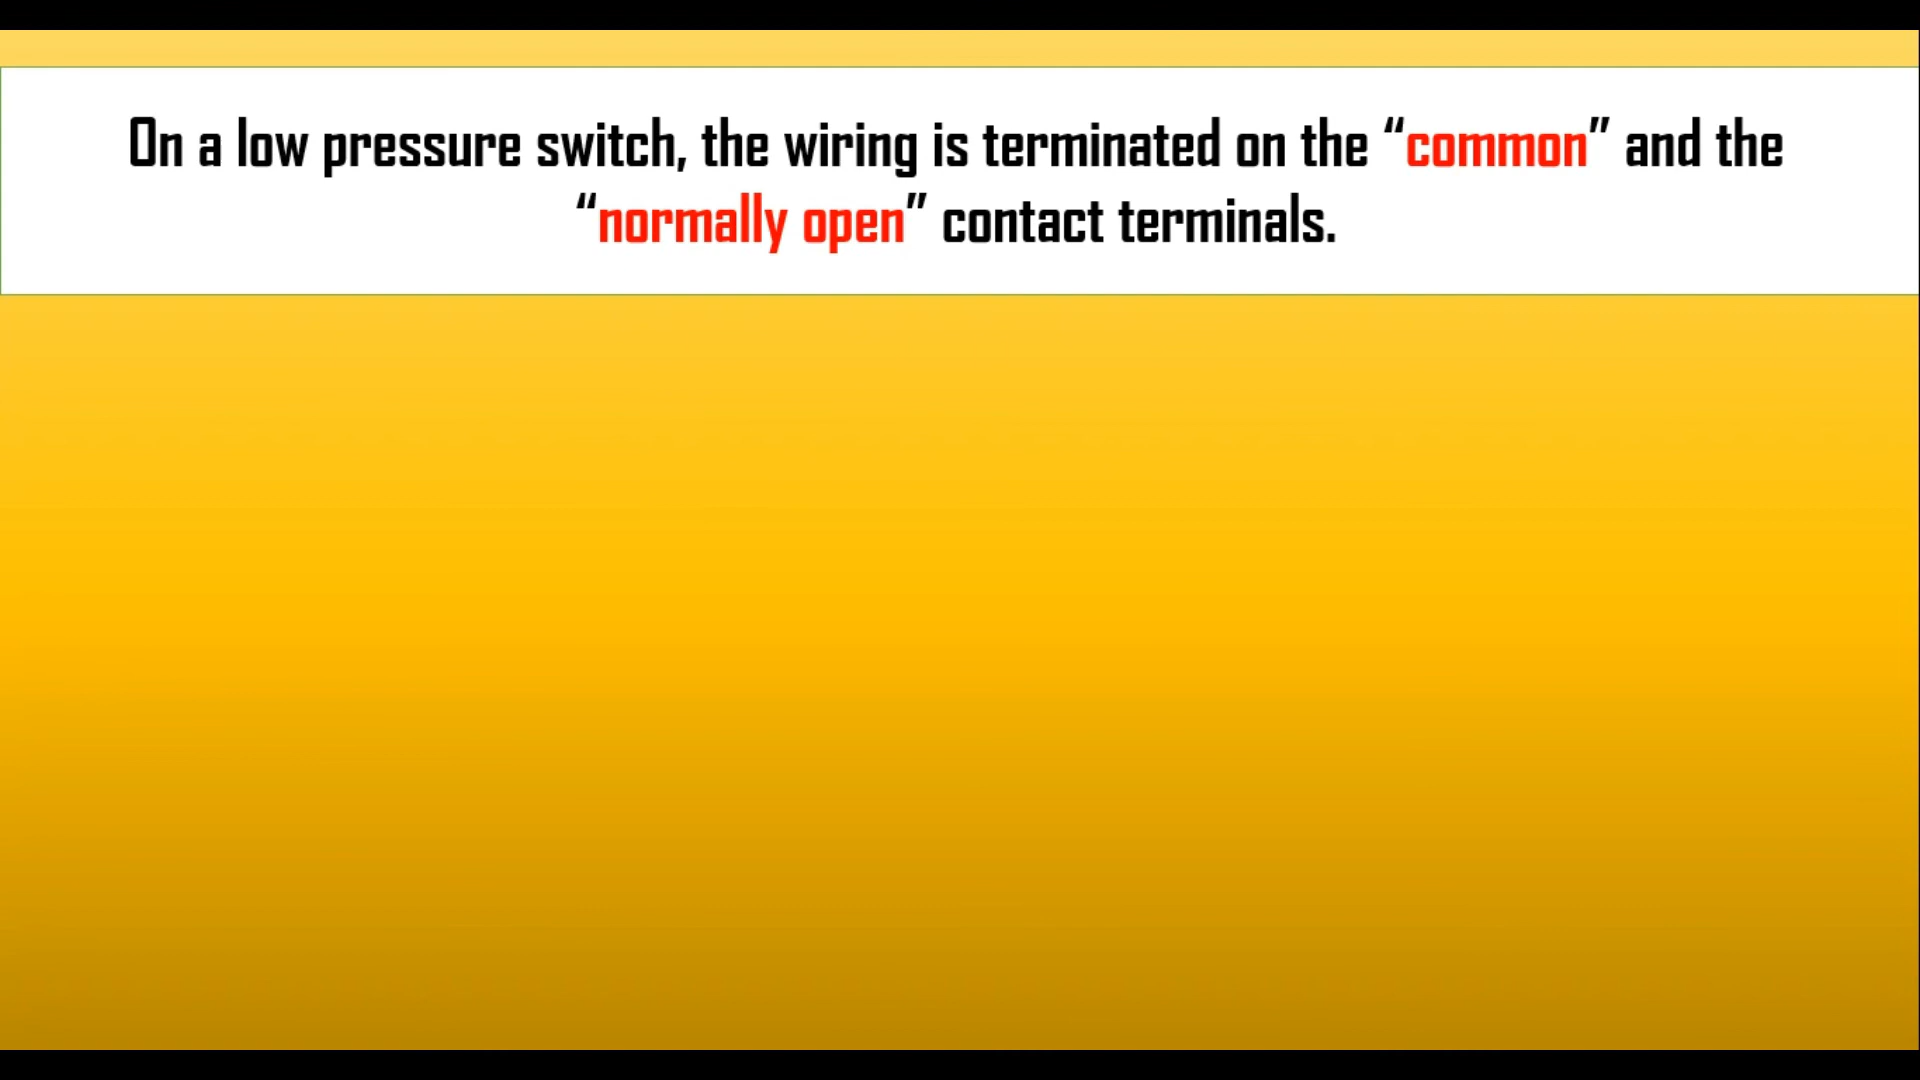 On a low pressure switch, the wiring is terminated on the “common” and the
“normally open” contact terminals.